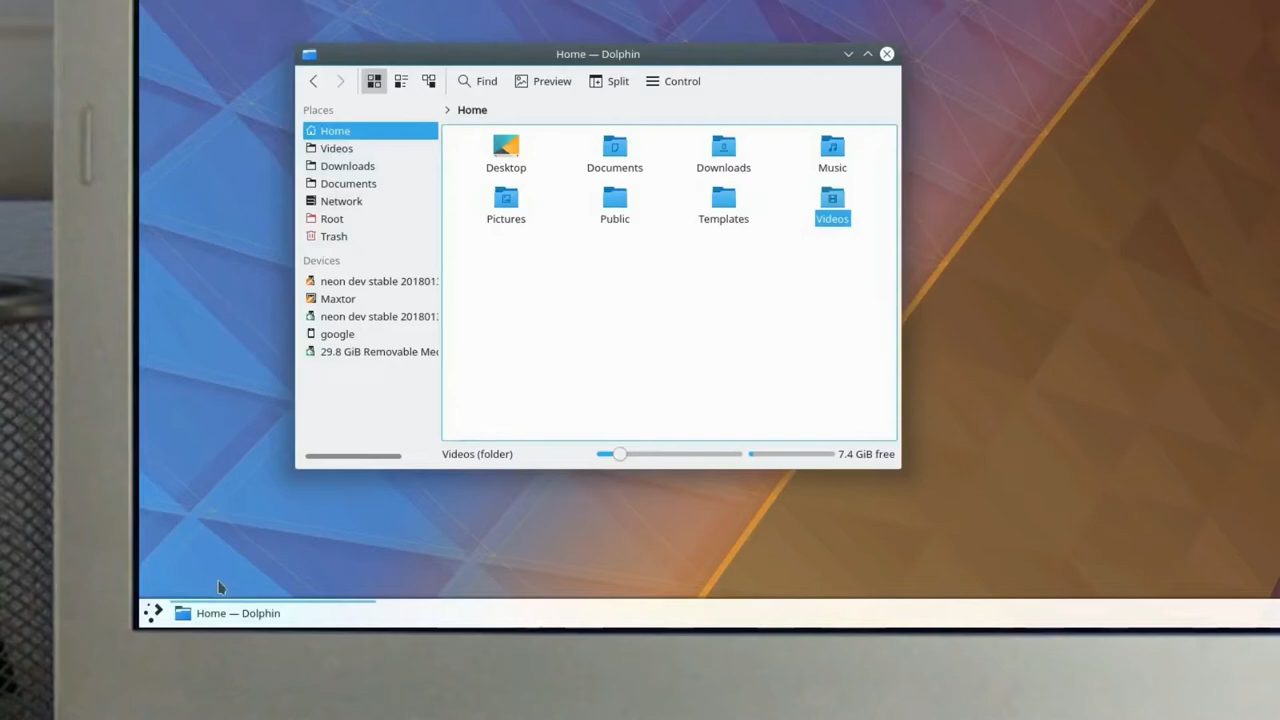 Home — Dolphin
Find Preview Split Control
Places
> Home
Home
Videos
Downloads
Documents
Network
Root
Trash
Devices
neon dev stable 201801
Maxtor
neon dev stable 201801
google
29.8 GiB Removable Me
Desktop Documents Downloads Music
Pictures Public Templates Videos
Videos (folder) 7.4 GiB free
Home — Dolphin